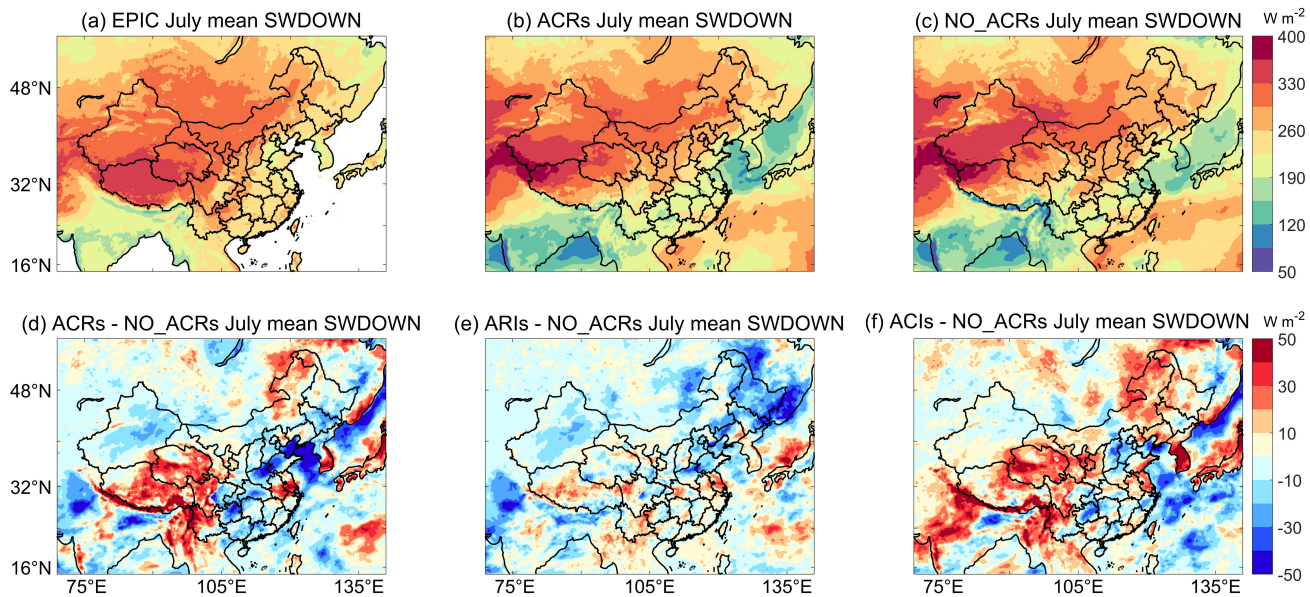 (a) EPIC July mean SWDOWN
(b) ACRs July mean SWDOWN
(c) NO_ACRs July mean SWDOWN
W m-2
48°N
32°N
16°N
400
330
260
190
120
50
(d) ACRs - NO_ACRs July mean SWDOWN
(e) ARIs - NO_ACRs July mean SWDOWN
(f) ACIs - NO_ACRs July mean SWDOWN
W m-2
48°N
32°N
16°N
50
30
10
-10
-30
-50
75°E
105°E
135°E
75°E
105°E
135°E
75°E
105°E
135°E